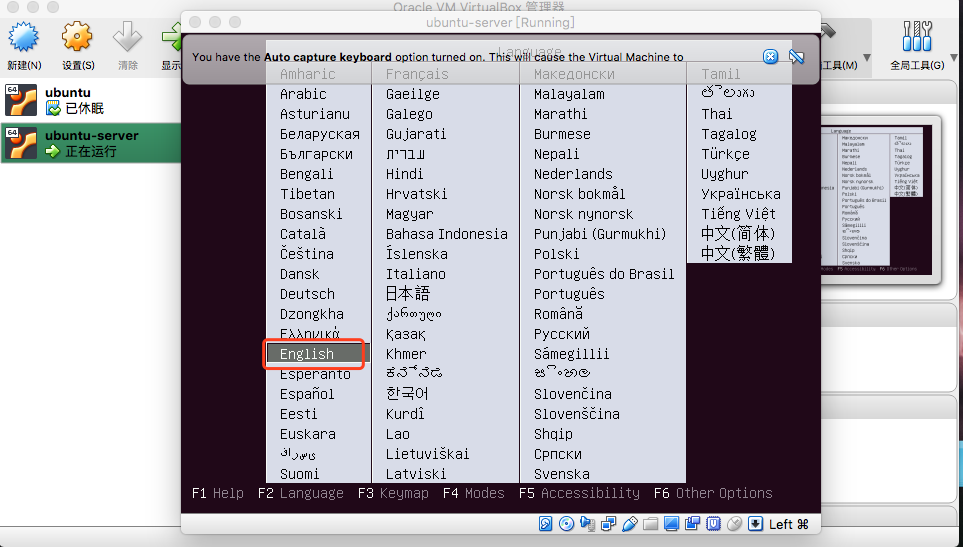 Oracle VM VirtualBox 管理器
ubuntu-server [Running]
新建(N)
设置(S)
清除
显示
工具(M)
全局工具(G)
You have the Auto capture keyboard option turned on. This will cause the Virtual Machine to
Language
64
ubuntu
已休眠
64
ubuntu-server
正在运行
Amharic
Arabic
Asturianu
Беларуская
Български
Bengali
Tibetan
Bosanski
Català
Čeština
Dansk
Deutsch
Dzongkha
Ελληνικά
English
Esperanto
Español
Eesti
Euskara
Suomi
Français
Gaeilge
Galego
Gujarati
עברית
Hindi
Hrvatski
Magyar
Bahasa Indonesia
Íslenska
Italiano
日本語
ქართული
Қазақ
Khmer
한국어
Kurdî
Lao
Lietuviškai
Latviski
Македонски
Malayalam
Marathi
Burmese
Nepali
Nederlands
Norsk bokmål
Norsk nynorsk
Punjabi (Gurmukhi)
Polski
Português do Brasil
Português
Română
Русский
Sámegillii
Slovenčina
Slovenščina
Shqip
Српски
Svenska
Tamil
Thai
Tagalog
Türkçe
Uyghur
Українська
Tiếng Việt
中文(简体)
中文(繁體)
F1 Help F2 Language F3 Keymap F4 Modes F5 Accessibility F6 Other Options
Left ⌘